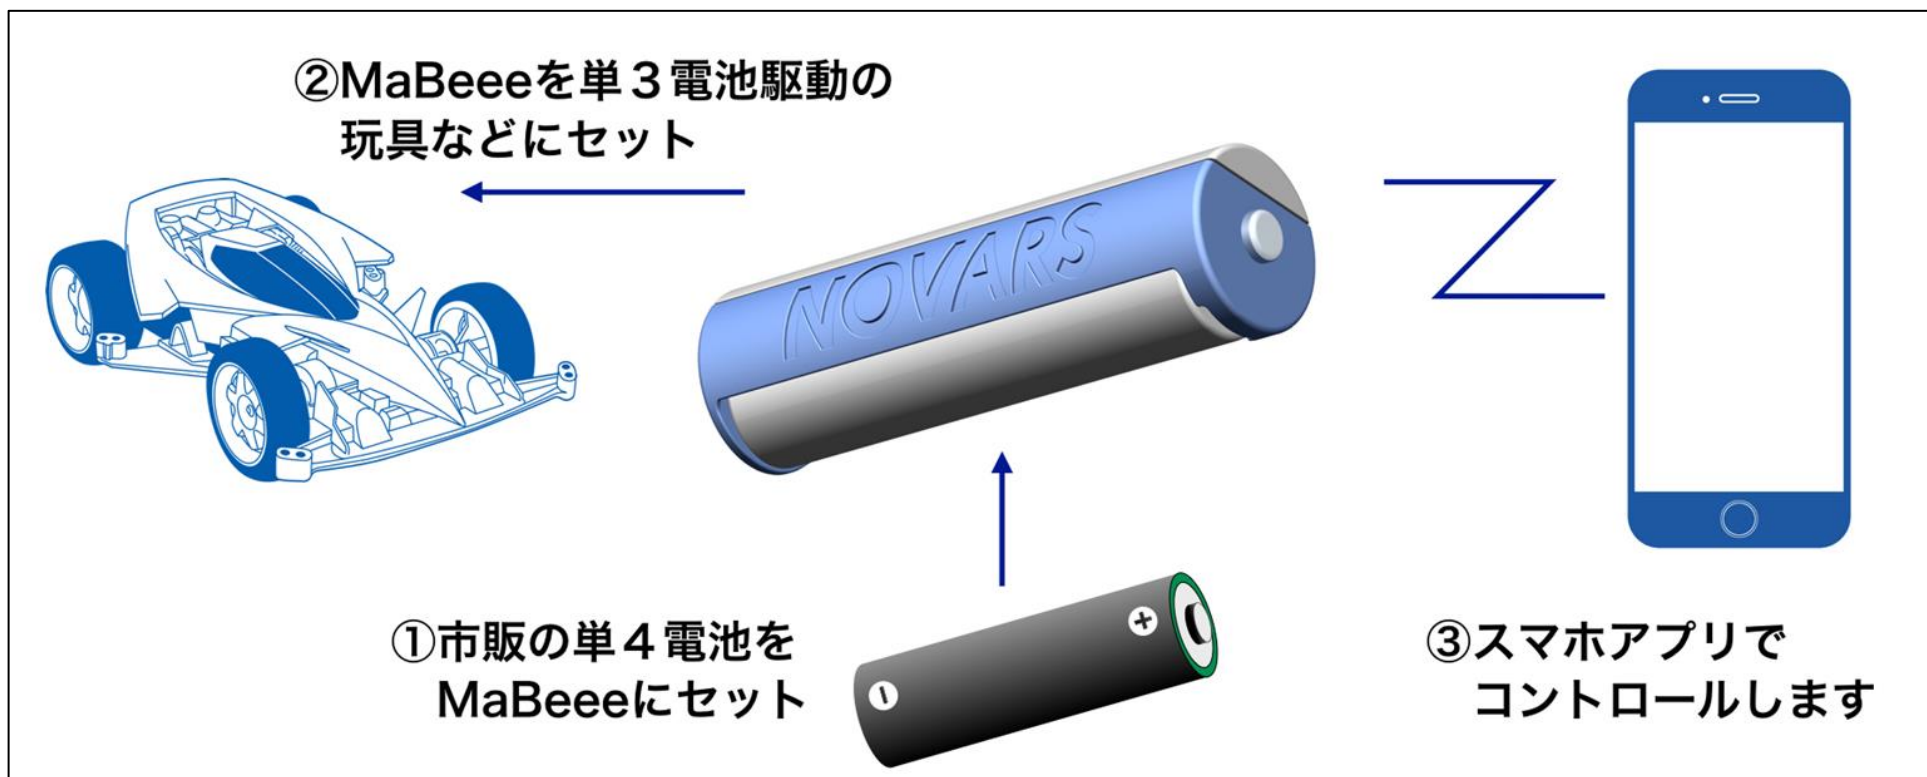 ②MaBeeeを単３電池駆動の
玩具などにセット
NOVARS
①市販の単４電池を
MaBeeeにセット
+
-
③スマホアプリで
コントロールします